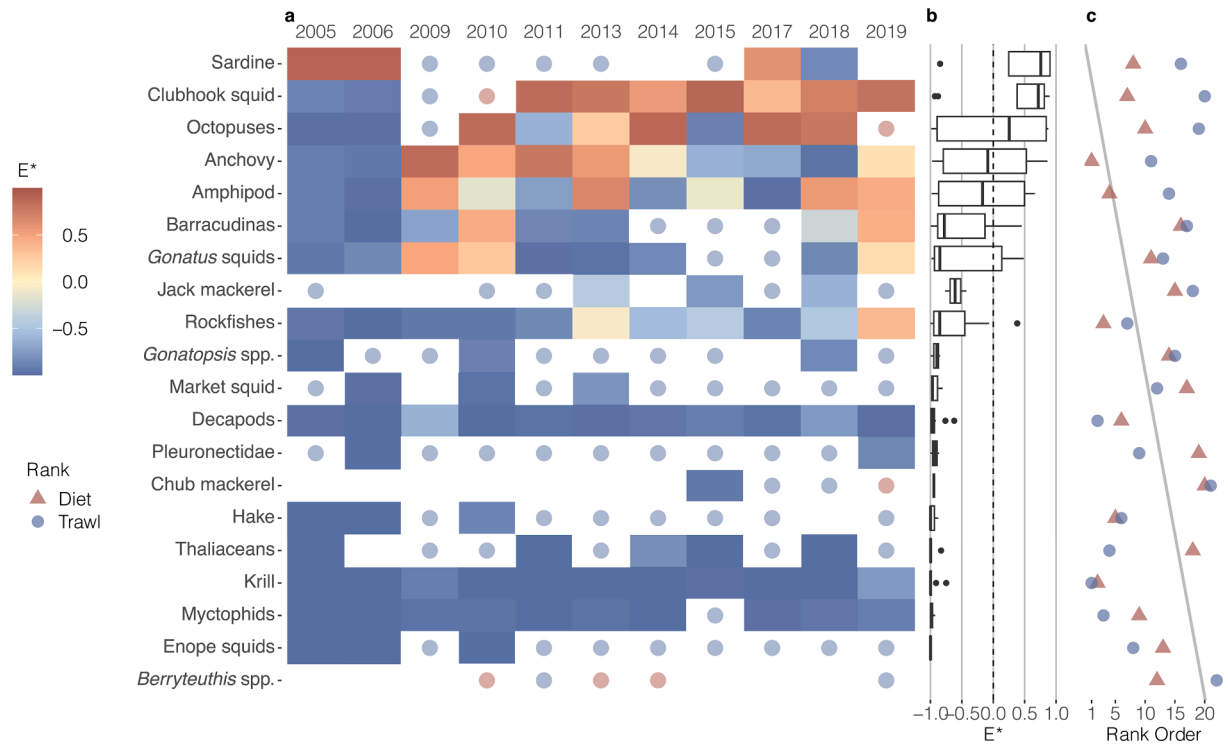 a b c
2005 2006 2009 2010 2011 2013 2014 2015 2017 2018 2019
Sardine
Clubhook squid
Octopuses
Anchovy
Amphipod
Barracudinas
Gonatus squids
Jack mackerel
Rockfishes
Gonatopsis spp.
Market squid
Decapods
Pleuronectidae
Chub mackerel
Hake
Thaliaceans
Krill
Myctophids
Enope squids
Berryteuthis spp.
E*
0.5
0.0
−0.5
Rank
Diet
Trawl
−1.0 −0.5 0.0 0.5 1.0
E*
1 5 10 15 20
Rank Order